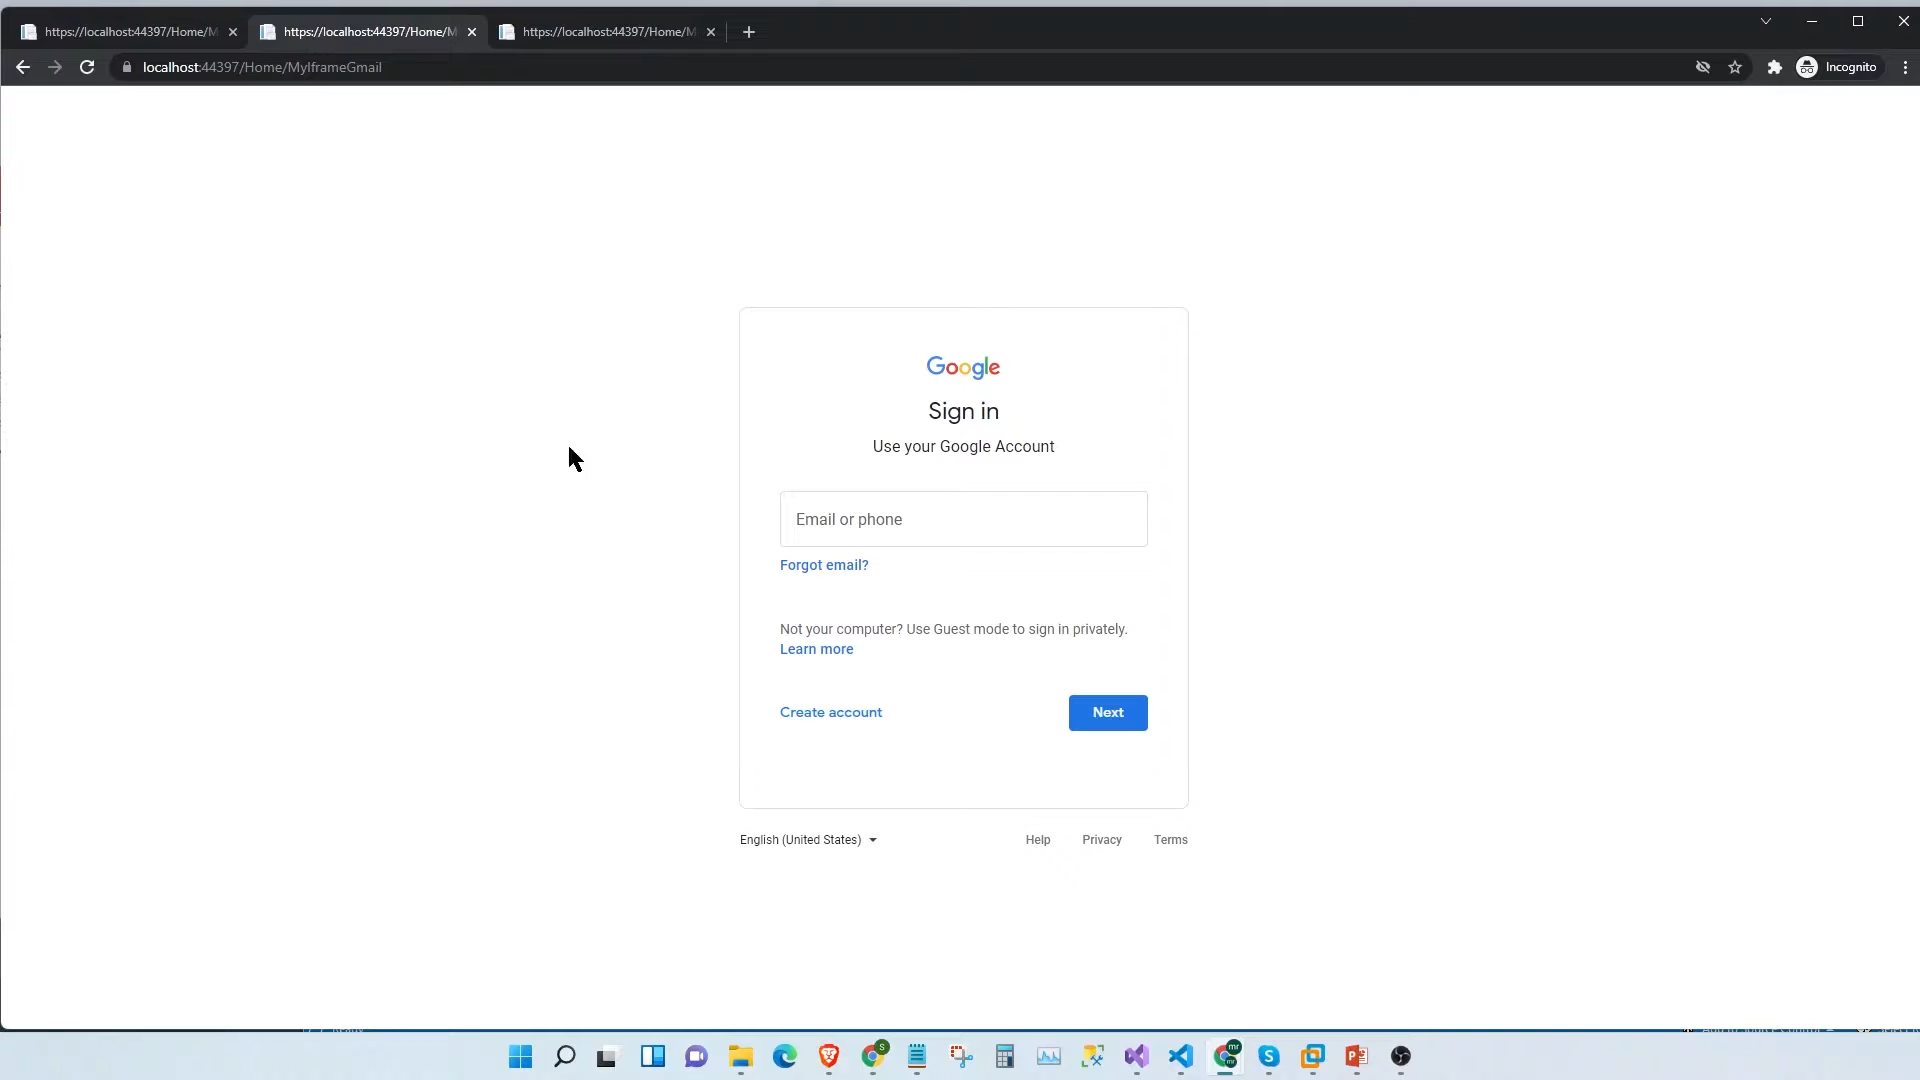 https://localhost:44397/Home/M
https://localhost:44397/Home/M
https://localhost:44397/Home/M
localhost:44397/Home/MyIframeGmail
Incognito
Google
Sign in
Use your Google Account
Email or phone
Forgot email?
Not your computer? Use Guest mode to sign in privately.
Learn more
Create account
Next
English (United States)
Help
Privacy
Terms